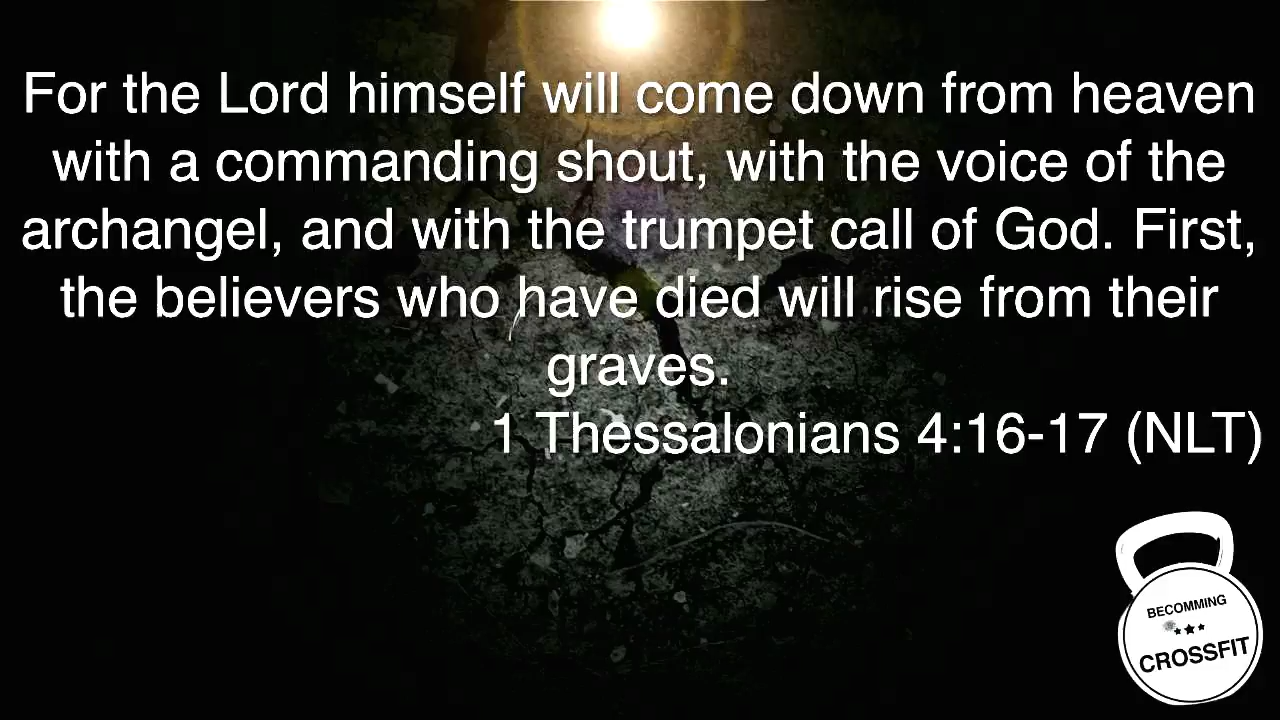 For the Lord himself will come down from heaven
with a commanding shout, with the voice of the
archangel, and with the trumpet call of God. First,
the believers who have died will rise from their
graves.
1 Thessalonians 4:16-17 (NLT)
BECOMMING
CROSSFIT